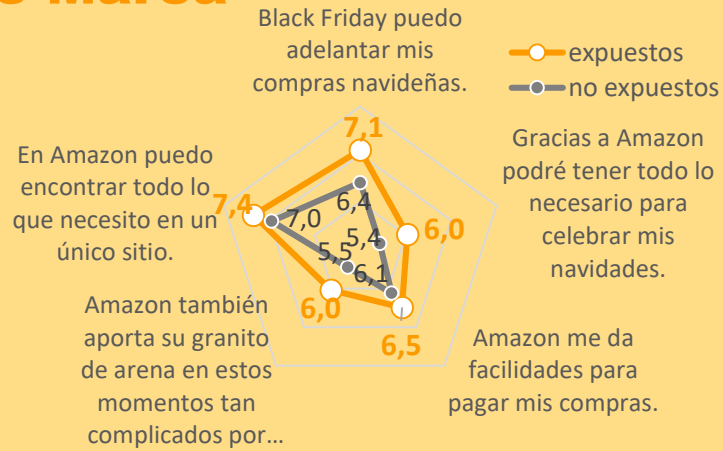 Black Friday puedo
adelantar mis
compras navideñas.
expuestos
no expuestos
7,1
Gracias a Amazon
podré tener todo lo
necesario para
celebrar mis
navidades.
En Amazon puedo
encontrar todo lo
que necesito en un
único sitio.
7,4
7,0
6,4
5,4
6,0
5,5
6,1
6,0
6,5
Amazon también
aporta su granito
de arena en estos
momentos tan
complicados por…
Amazon me da
facilidades para
pagar mis compras.